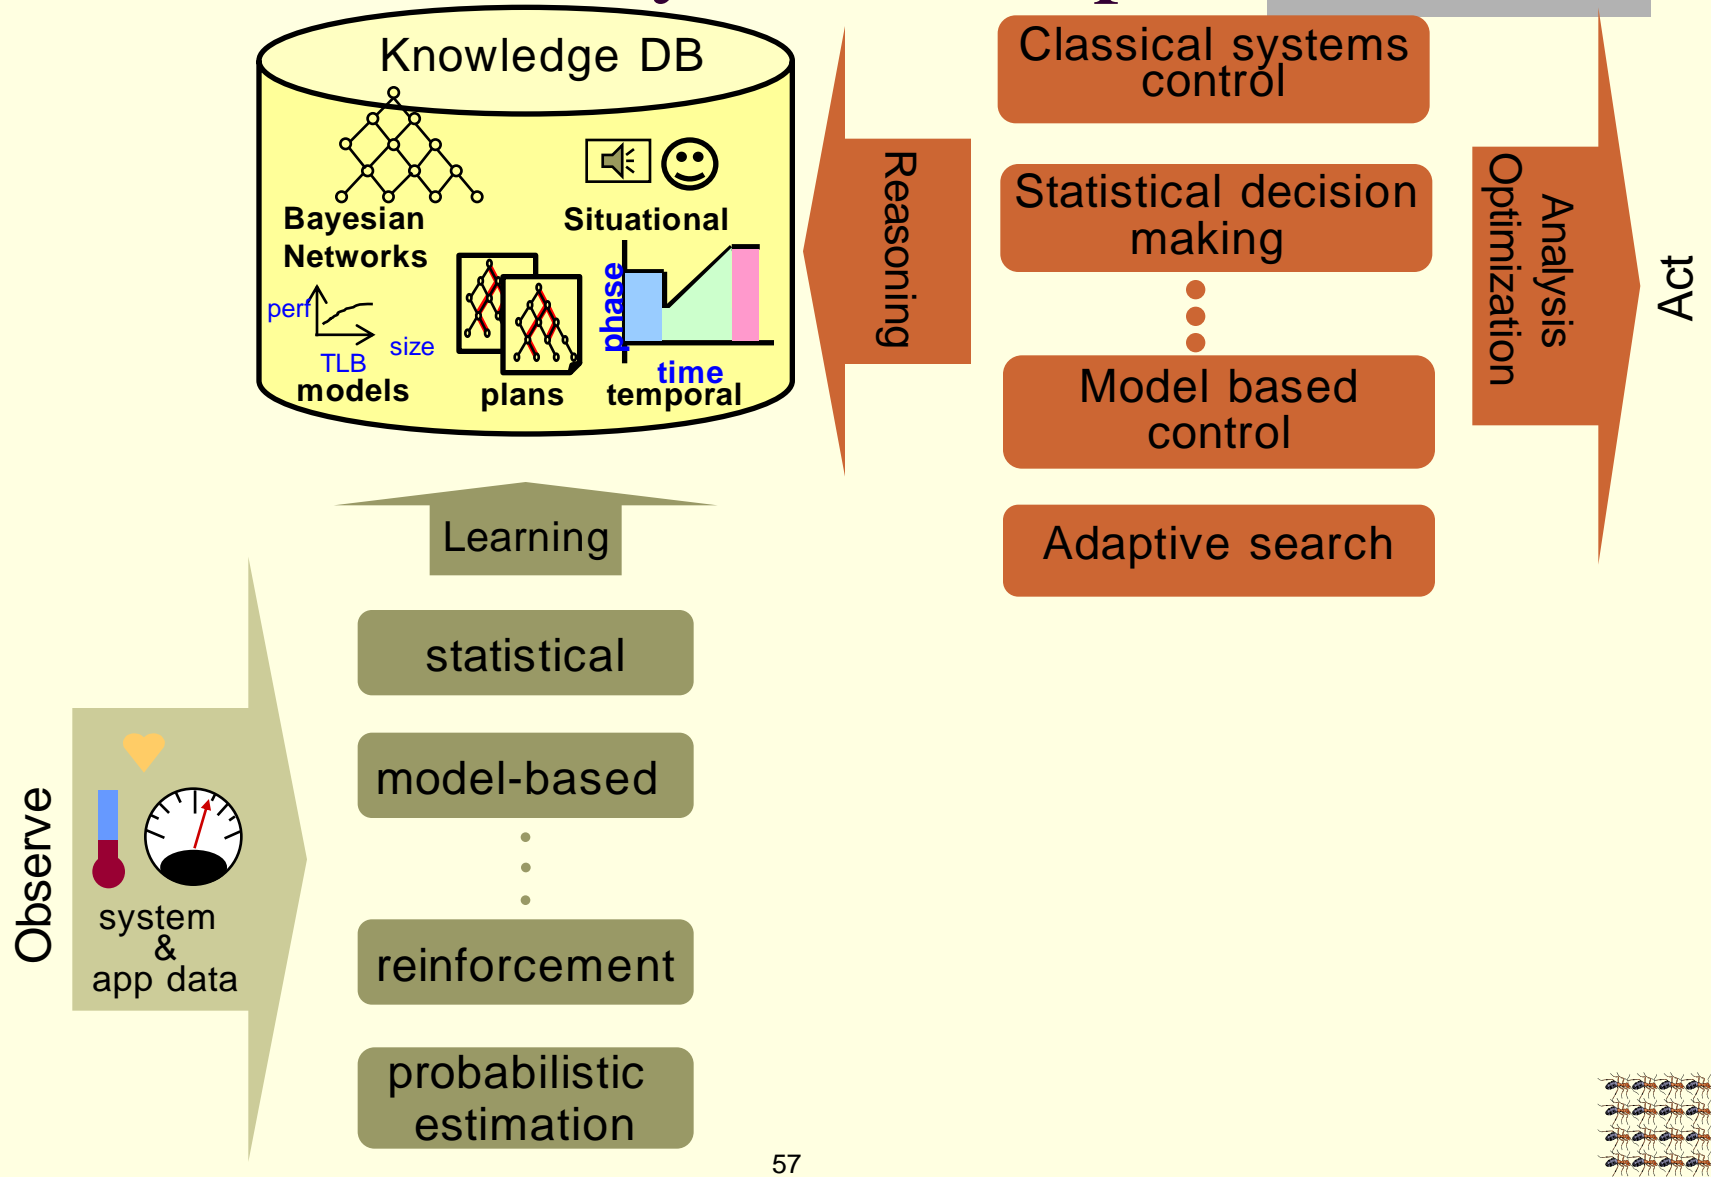 Knowledge DB
Bayesian
Networks
Situational
perf
TLB
size
models
plans
phase
time
temporal
Reasoning
Classical systems
control
Statistical decision
making
Model based
control
Adaptive search
Analysis
Optimization
Act
Learning
statistical
model-based
reinforcement
probabilistic
estimation
Observe
system
&
app data
57